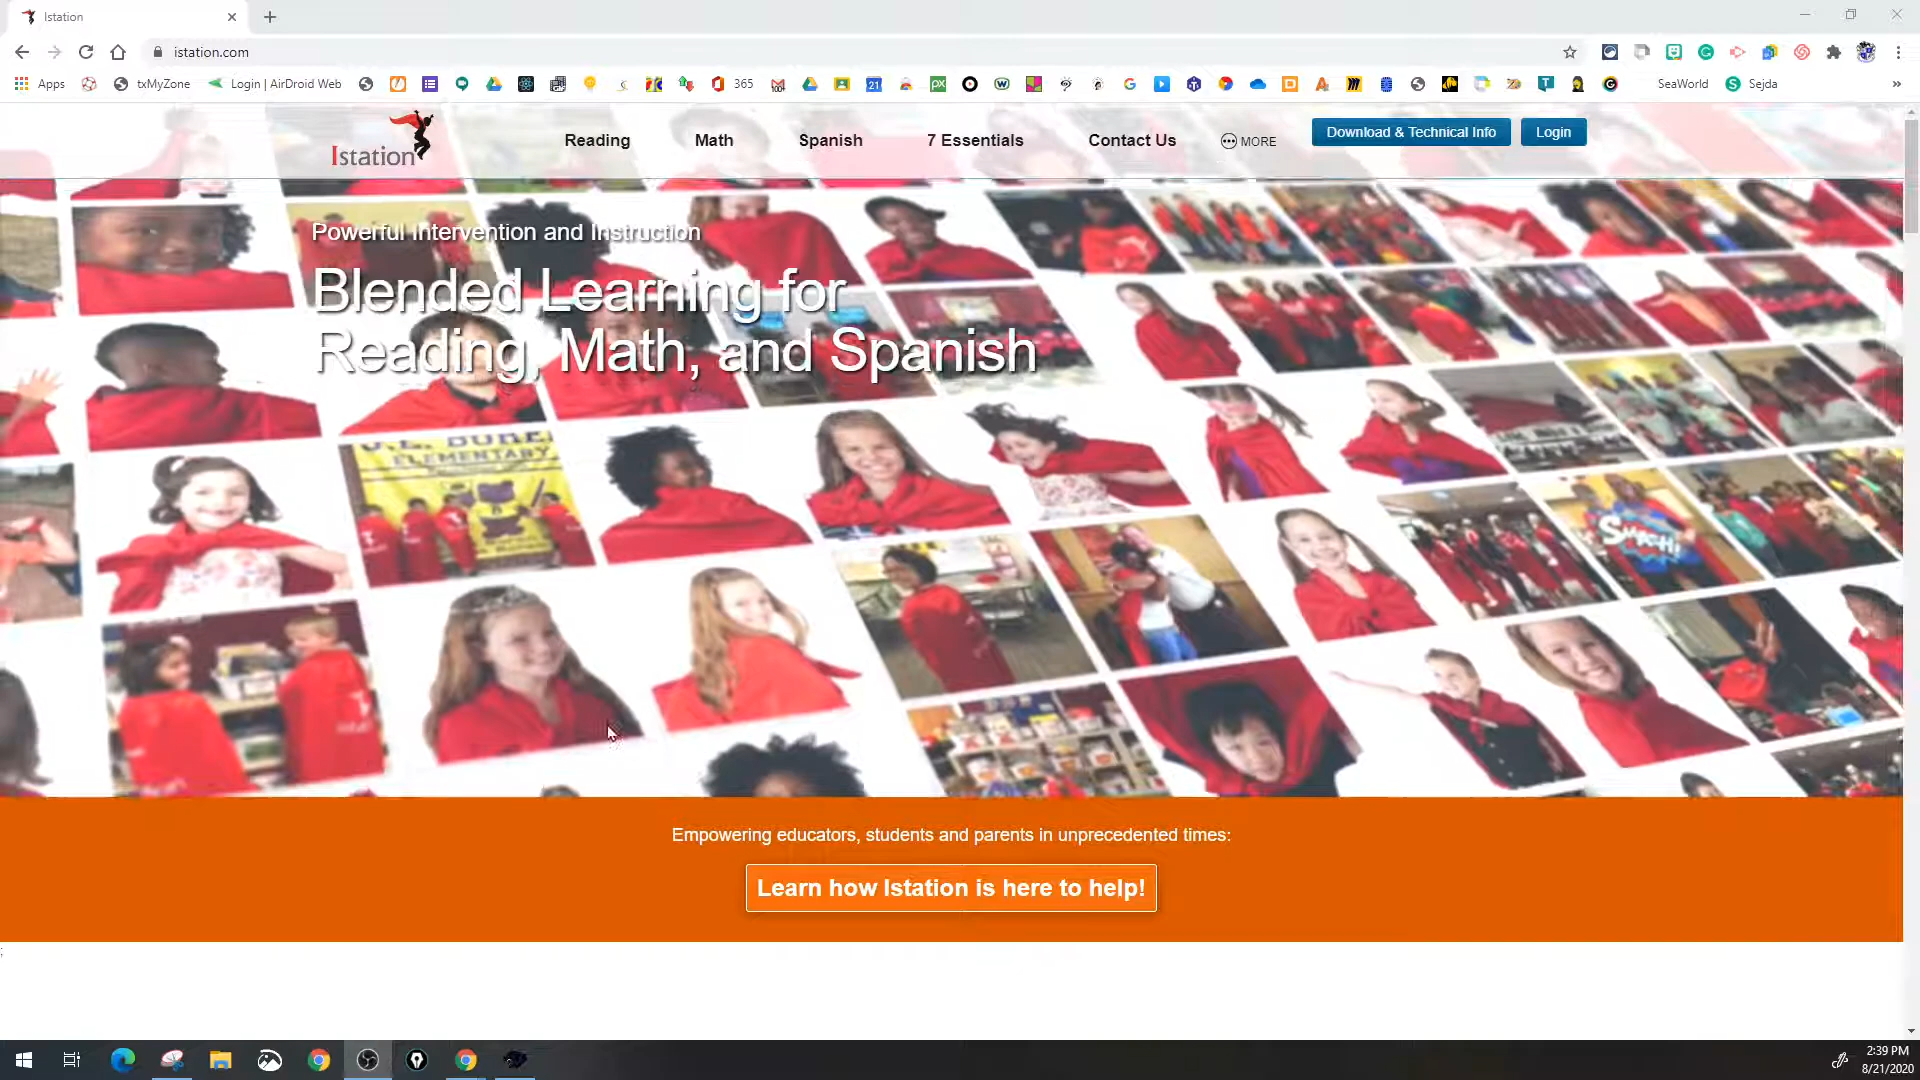 Istation
istation.com
Apps
txMyZone
Login | AirDroid Web
365
21
SeaWorld
Sejda
Istation
Reading
Math
Spanish
7 Essentials
Contact Us
MORE
Download & Technical Info
Login
Powerful Intervention and Instruction
Blended Learning for
Reading, Math, and Spanish
ELEMENTARY
SMASH!
Empowering educators, students and parents in unprecedented times:
Learn how Istation is here to help!
2:39 PM
8/21/2020